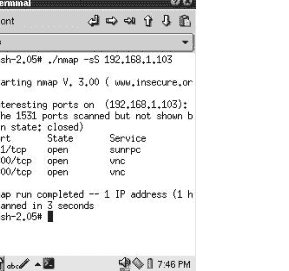 erminal
ont
sh-2.05# ./nmap -sS 192.168.1.103
arting nmap V. 3.00 ( www.insecure.or
teresting ports on (192.168.1.103):
he 1531 ports scanned but not shown b
n state: closed)
rt State Service
1/tcp open sunrpc
00/tcp open vnc
00/tcp open vnc
ap run completed -- 1 IP address (1 h
anned in 3 seconds
sh-2.05#
abc 7:46 PM